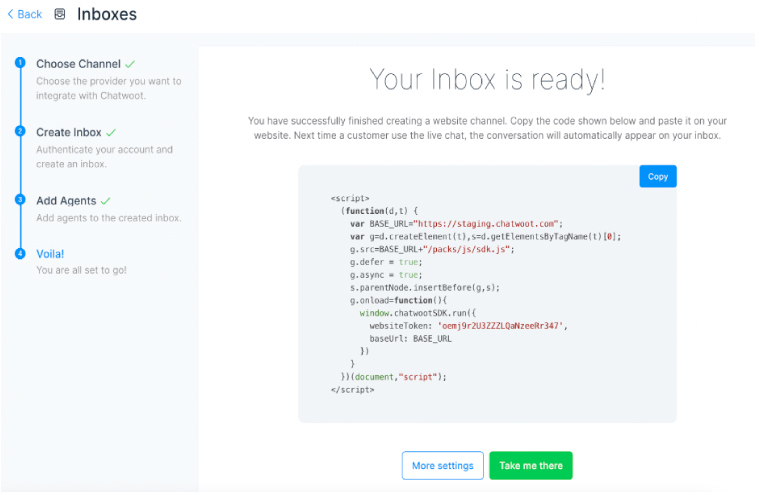 Back Inboxes
1
Choose Channel
Choose the provider you want to
integrate with Chatwoot.
2
Create Inbox
Authenticate your account and
create an inbox.
3
Add Agents
Add agents to the created inbox.
4
Voila!
You are all set to go!
Your Inbox is ready!
You have successfully finished creating a website channel. Copy the code shown below and paste it on your
website. Next time a customer use the live chat, the conversation will automatically appear on your inbox.
Copy
<script>
(function(d,t) {
var BASE_URL="https://staging.chatwoot.com";
var g=d.createElement(t),s=d.getElementsByTagName(t)[0];
g.src=BASE_URL+"/packs/js/sdk.js";
g.defer = true;
g.async = true;
s.parentNode.insertBefore(g,s);
g.onload=function(){
window.chatwootSDK.run({
websiteToken: 'oemj9r2U3ZZZLQaNzeeRr347',
baseUrl: BASE_URL
})
}
})(document,"script");
</script>
More settings
Take me there